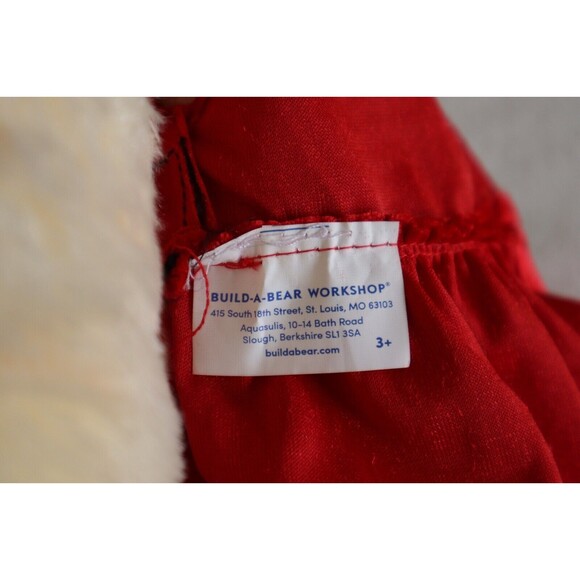 BUILD-A-BEAR WORKSHOP®
415 South 18th Street, St. Louis, MO 63103
Aquasulis, 10-14 Bath Road
Slough, Berkshire SL1 3SA
buildabear.com
3+